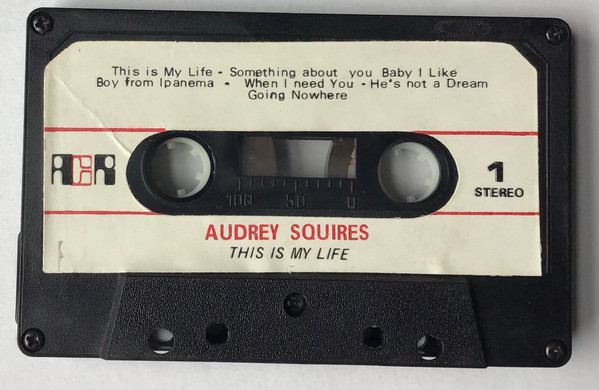 This is My Life - Something about you Baby I Like
Boy from Ipanema - When I need You - He's not a Dream
Going Nowhere
1
STEREO
100 50 0
AUDREY SQUIRES
THIS IS MY LIFE